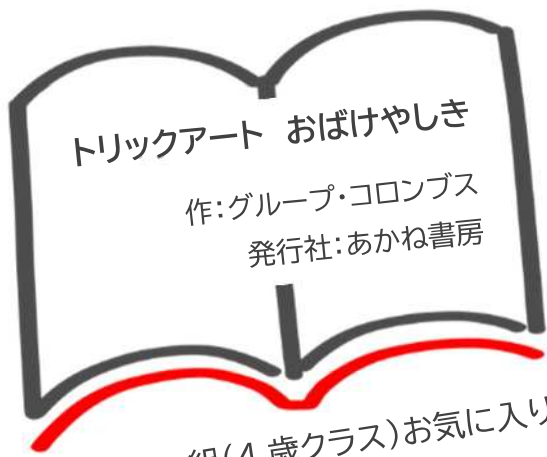 トリックアート　おばけやしき
作：グループ・コロンブス
発行社：あかね書房
組(4歳クラス)お気に入り